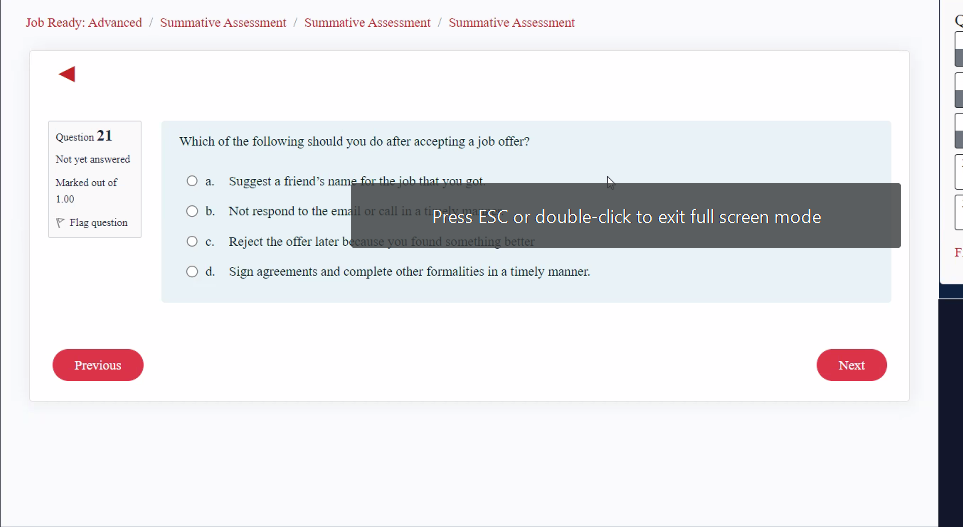 Job Ready: Advanced / Summative Assessment / Summative Assessment / Summative Assessment
Question 21
Not yet answered
Marked out of
1.00
Flag question
Which of the following should you do after accepting a job offer?
a. Suggest a friend's name for the job that you got.
b. Not respond to the email or call in a timely
c. Reject the offer later because you found something better
d. Sign agreements and complete other formalities in a timely manner.
Press ESC or double-click to exit full screen mode
Previous
Next